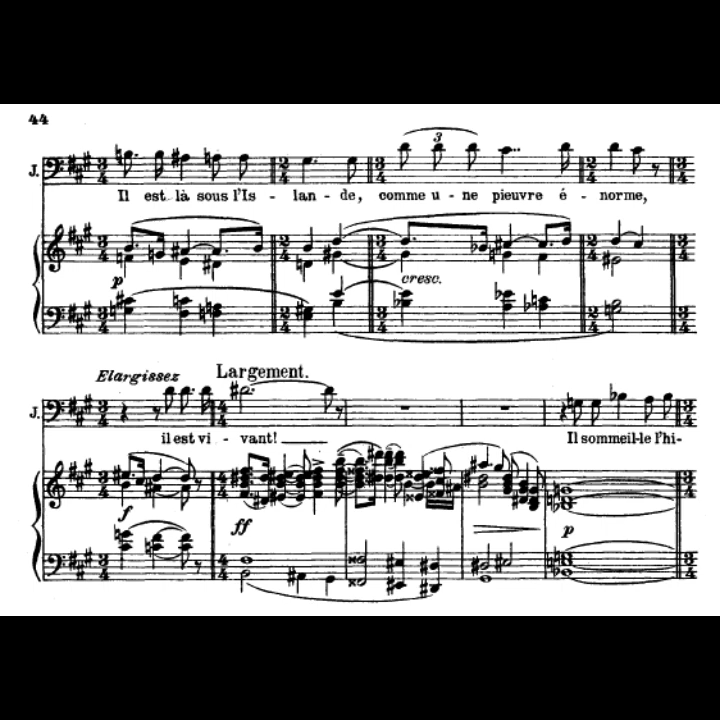 44
J.
Il est là sous l'Is - lan - de, comme u - ne pieuvre é - norme,
p
cresc.
Elargissez Largement.
J.
il est vi - vant! Il sommeil-le l'hi-
f ff p